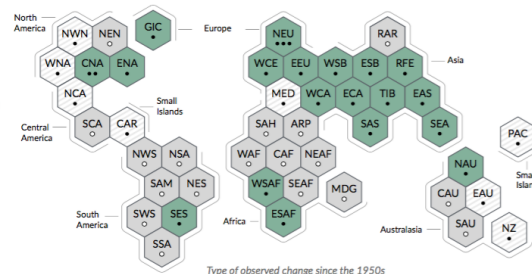 North
America
NWN
NEN
GIC
Europe
NEU
RAR
WNA
CNA
ENA
WCE
EEU
WSB
ESB
RFE
Asia
NCA
Small
Islands
MED
WCA
ECA
TIB
EAS
Central
America
SCA
CAR
SAH
ARP
SAS
SEA
PAC
NWS
NSA
WAF
CAF
NEAF
NAU
Small
Island
SAM
NES
WSAF
SEAF
MDG
CAU
EAU
South
America
SWS
SES
Africa
ESAF
Australasia
SAU
NZ
SSA
Type of observed change since the 1950s